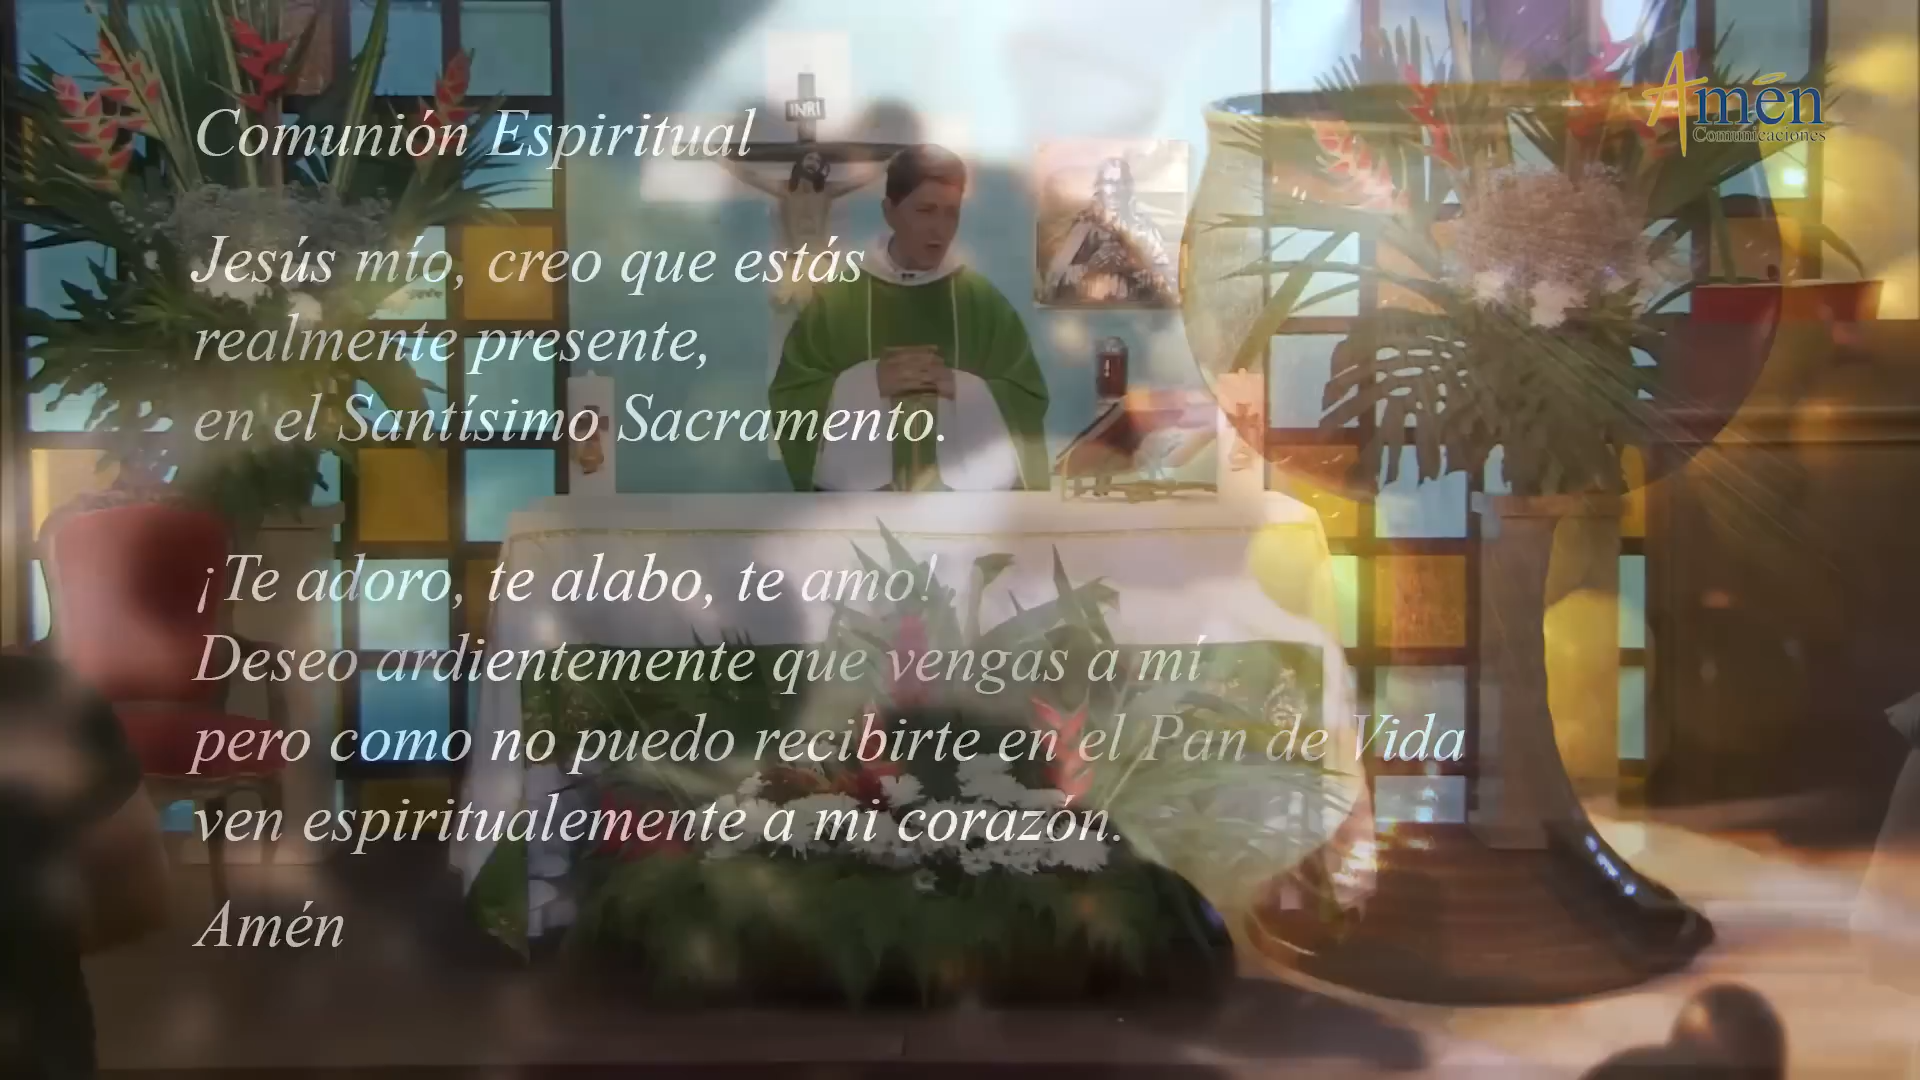 Amén
Comunicaciones
INRI
Comunión Espiritual
Jesús mío, creo que estás
realmente presente,
en el Santísimo Sacramento.
¡Te adoro, te alabo, te amo!
Deseo ardientemente que vengas a mí
pero como no puedo recibirte en el Pan de Vida
ven espiritualemente a mi corazón.
Amén